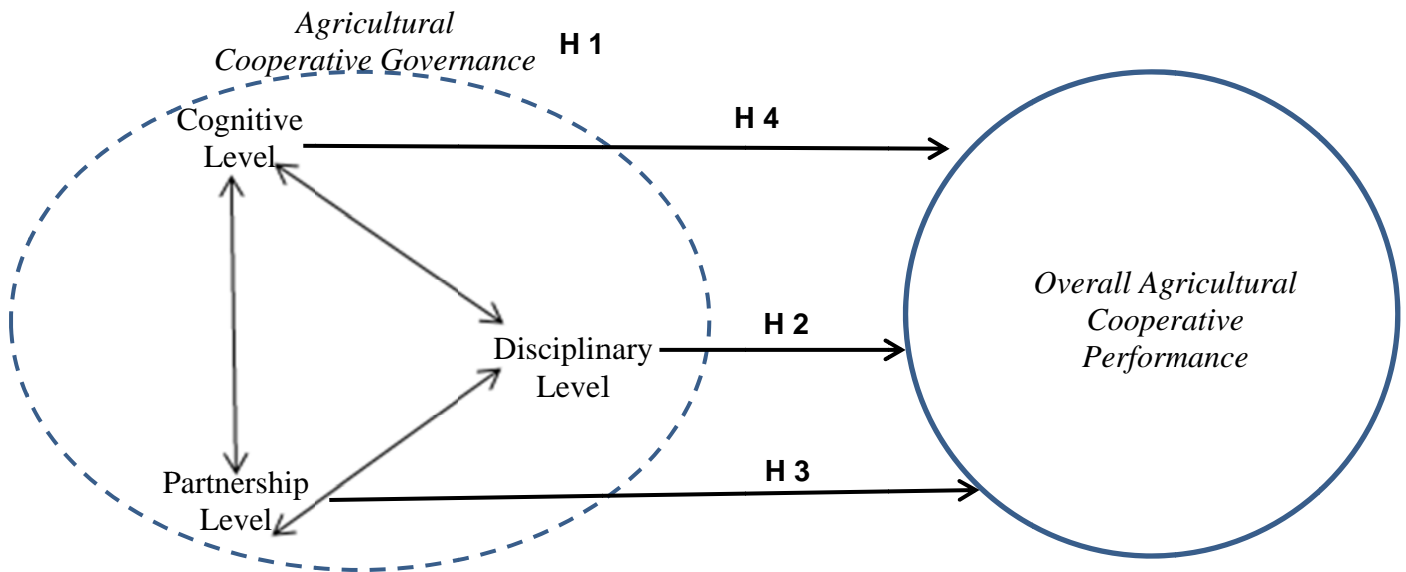 Agricultural
Cooperative Governance
H 1
Cognitive
Level
H 4
Disciplinary
Level
H 2
Partnership
Level
H 3
Overall Agricultural
Cooperative
Performance